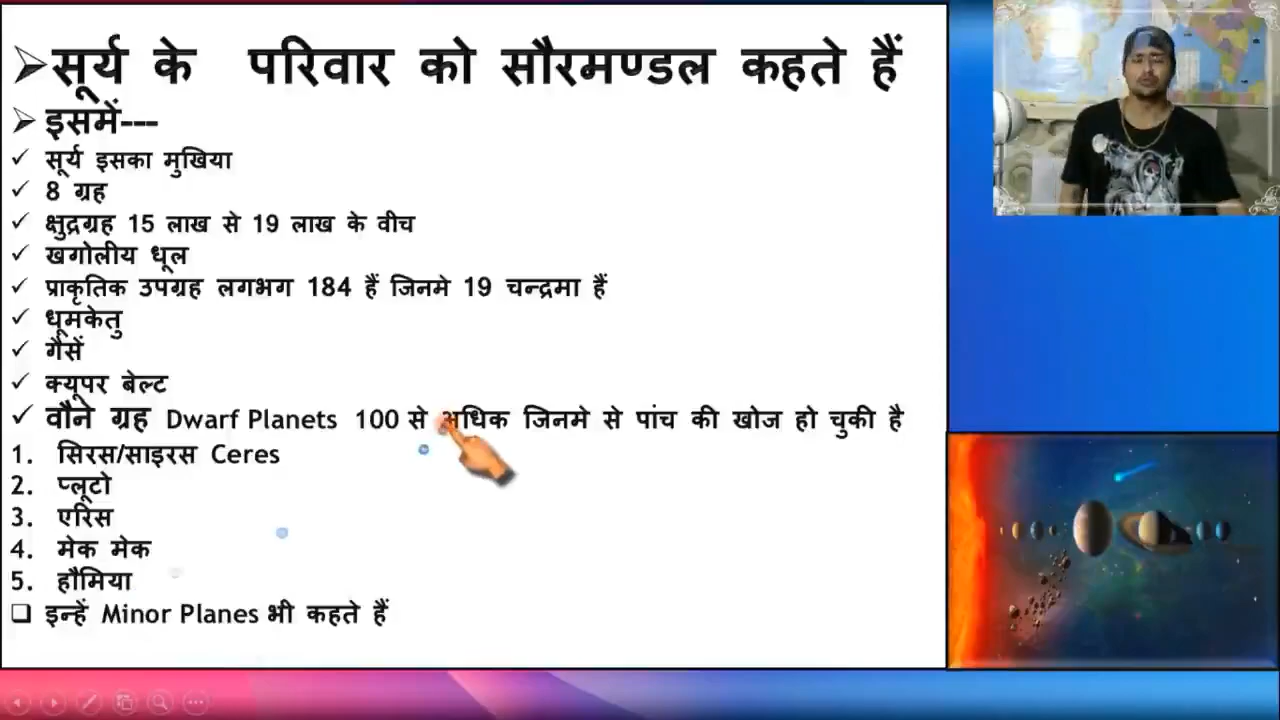 ➢सूर्य के परिवार को सौरमण्डल कहते हैं
➢ इसमें---
✓ सूर्य इसका मुखिया
✓ 8 ग्रह
✓ क्षुद्रग्रह 15 लाख से 19 लाख के वीच
✓ खगोलीय धूल
✓ प्राकृतिक उपग्रह लगभग 184 हैं जिनमे 19 चन्द्रमा हैं
✓ धूमकेतु
✓ गैसें
✓ क्यूपर बेल्ट
✓ वौने ग्रह Dwarf Planets 100 से अधिक जिनमे से पांच की खोज हो चुकी है
1. सिरस/साइरस Ceres
2. प्लूटो
3. एरिस
4. मेक मेक
5. हौमिया
❑ इन्हें Minor Planes भी कहते हैं